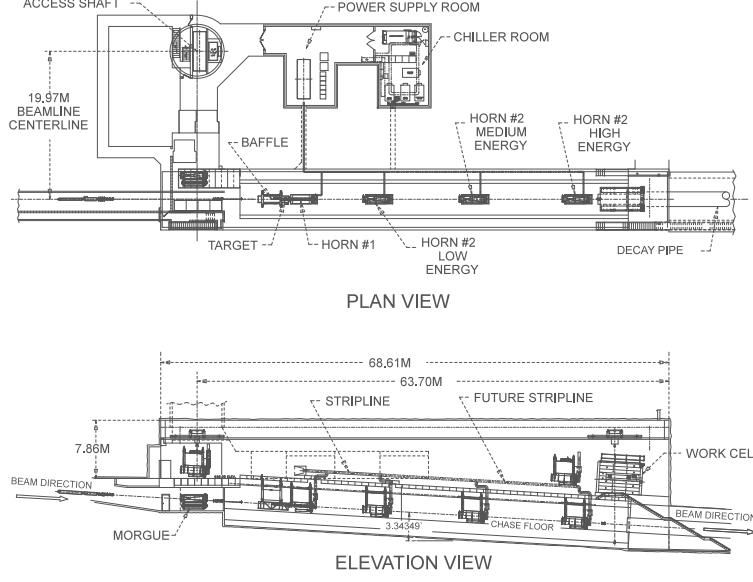 ACCESS SHAFT
POWER SUPPLY ROOM
CHILLER ROOM
19.97M
BEAMLINE
CENTERLINE
BAFFLE
HORN #2
MEDIUM
ENERGY
HORN #2
HIGH
ENERGY
TARGET
HORN #1
HORN #2
LOW
ENERGY
DECAY PIPE
PLAN VIEW
68.61M
63.70M
STRIPLINE
FUTURE STRIPLINE
7.86M
WORK CEL
BEAM DIRECTION
BEAM DIRECTION
3.34349
CHASE FLOOR
MORGUE
ELEVATION VIEW